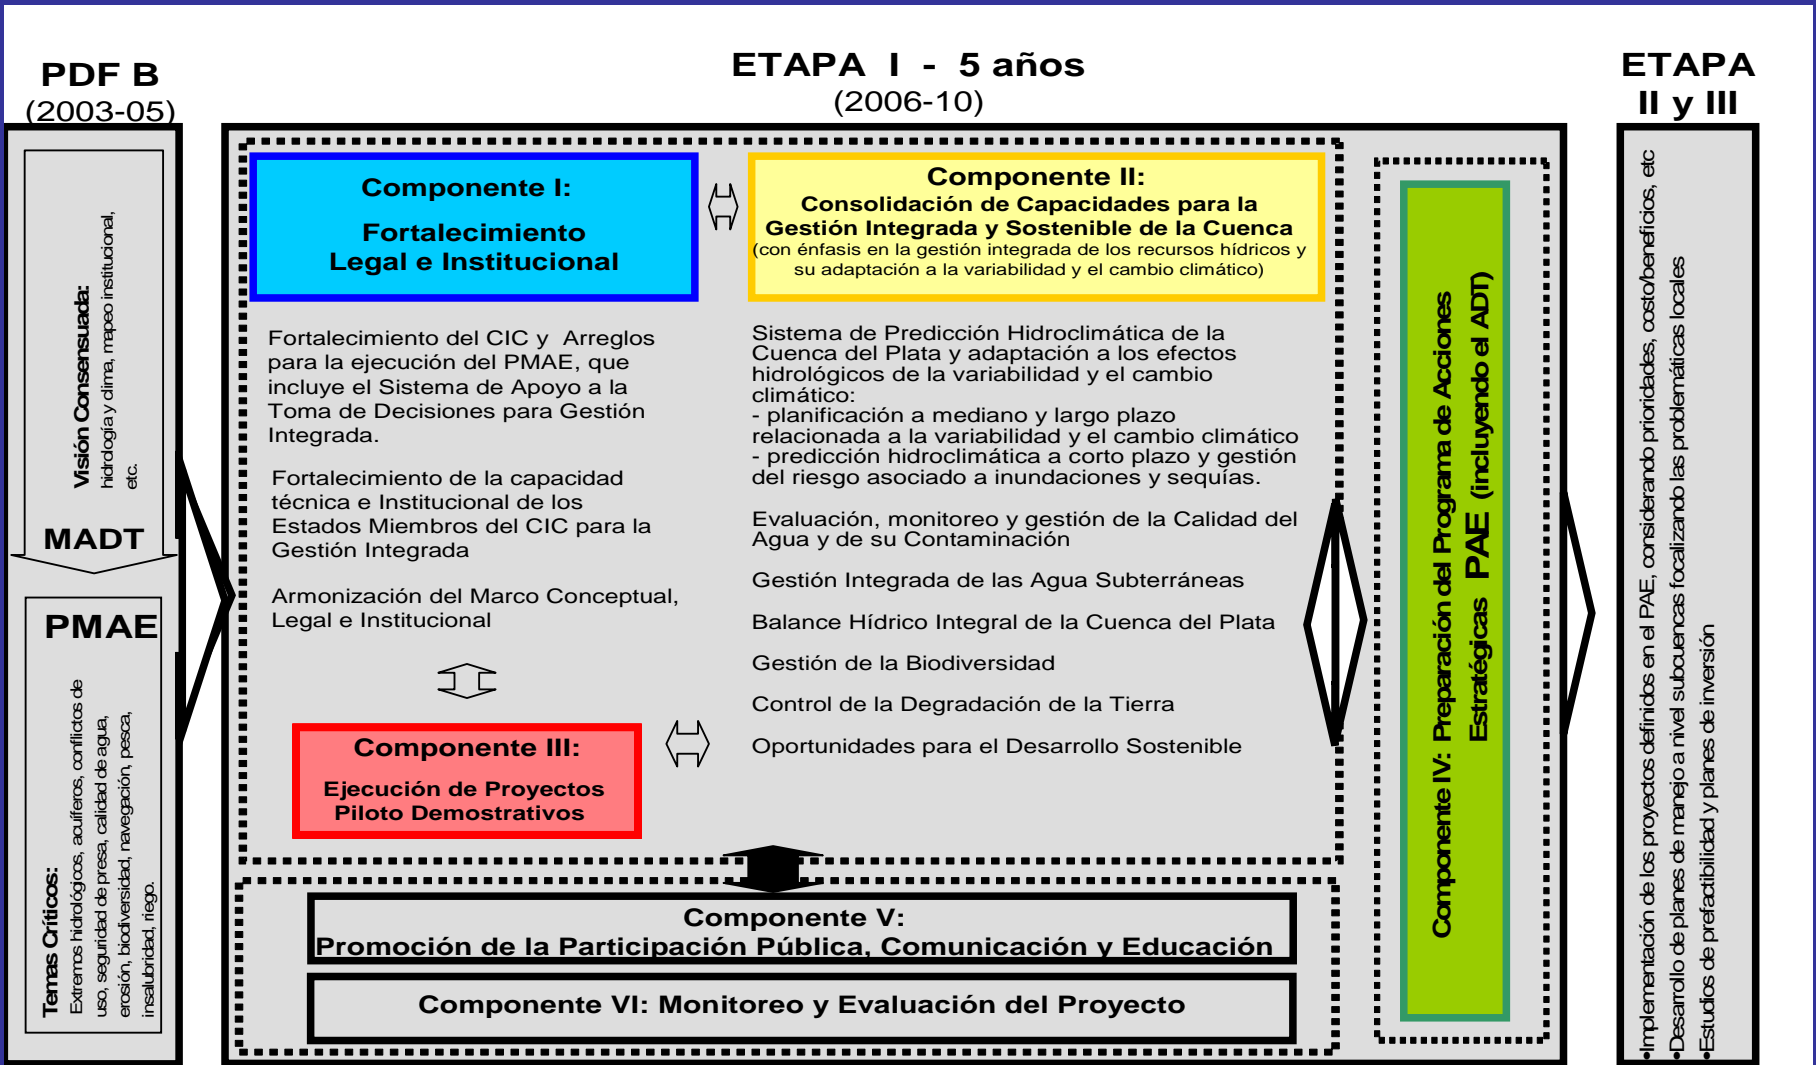 PDF B
(2003-05)
Visión Consensuada:
hidrología y clima, mapeo institucional,
etc.
MADT
PMAE
Temas Críticos:
Extremos hidrológicos, acuíferos, conflictos de
uso, seguridad de presa, calidad de agua,
erosión, biodiversidad, navegación, pesca,
insalubridad, riego.
ETAPA I - 5 años
(2006-10)
Componente I:
Fortalecimiento
Legal e Institucional
Fortalecimiento del CIC y Arreglos
para la ejecución del PMAE, que
incluye el Sistema de Apoyo a la
Toma de Decisiones para Gestión
Integrada.
Fortalecimiento de la capacidad
técnica e Institucional de los
Estados Miembros del CIC para la
Gestión Integrada
Armonización del Marco Conceptual,
Legal e Institucional
Componente III:
Ejecución de Proyectos
Piloto Demostrativos
Componente II:
Consolidación de Capacidades para la
Gestión Integrada y Sostenible de la Cuenca
(con énfasis en la gestión integrada de los recursos hídricos y
su adaptación a la variabilidad y el cambio climático)
Sistema de Predicción Hidroclimática de la
Cuenca del Plata y adaptación a los efectos
hidrológicos de la variabilidad y el cambio
climático:
- planificación a mediano y largo plazo
relacionada a la variabilidad y el cambio climático
- predicción hidroclimática a corto plazo y gestión
del riesgo asociado a inundaciones y sequías.
Evaluación, monitoreo y gestión de la Calidad del
Agua y de su Contaminación
Gestión Integrada de las Agua Subterráneas
Balance Hídrico Integral de la Cuenca del Plata
Gestión de la Biodiversidad
Control de la Degradación de la Tierra
Oportunidades para el Desarrollo Sostenible
Componente V:
Promoción de la Participación Pública, Comunicación y Educación
Componente VI: Monitoreo y Evaluación del Proyecto
Componente IV: Preparación del Programa de Acciones
Estratégicas PAE (incluyendo el ADT)
ETAPA
II y III
•Implementación de los proyectos definidos en el PAE, considerando prioridades, costo/beneficios, etc
•Desarrollo de planes de manejo a nivel subcuencas focalizando las problemáticas locales
•Estudios de prefactibilidad y planes de inversión